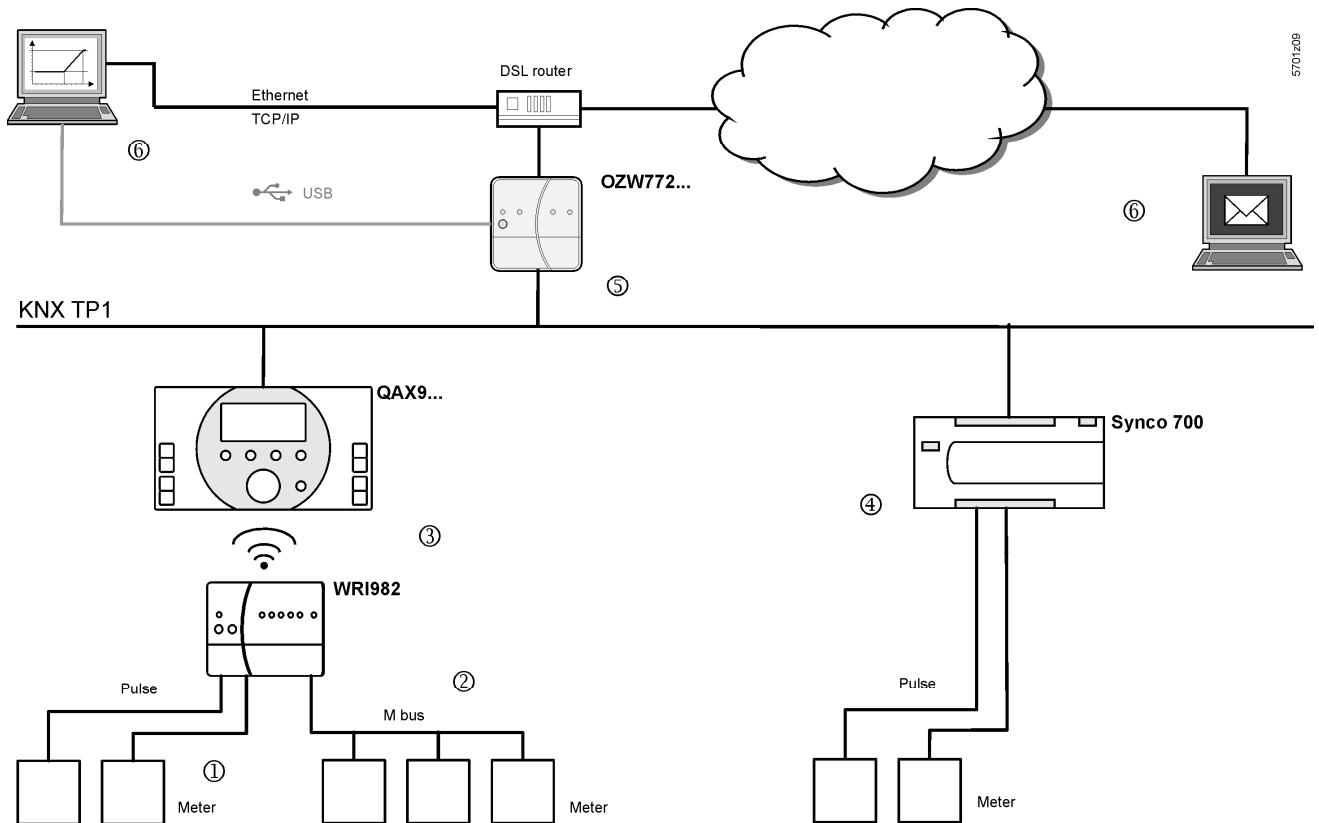 5701z09
DSL router
Ethernet
TCP/IP
⑥
OZW772...
USB
⑥
⑤
KNX TP1
QAX9...
Synco 700
④
③
WRI982
②
Pulse
Pulse
M bus
①
Meter
Meter
Meter